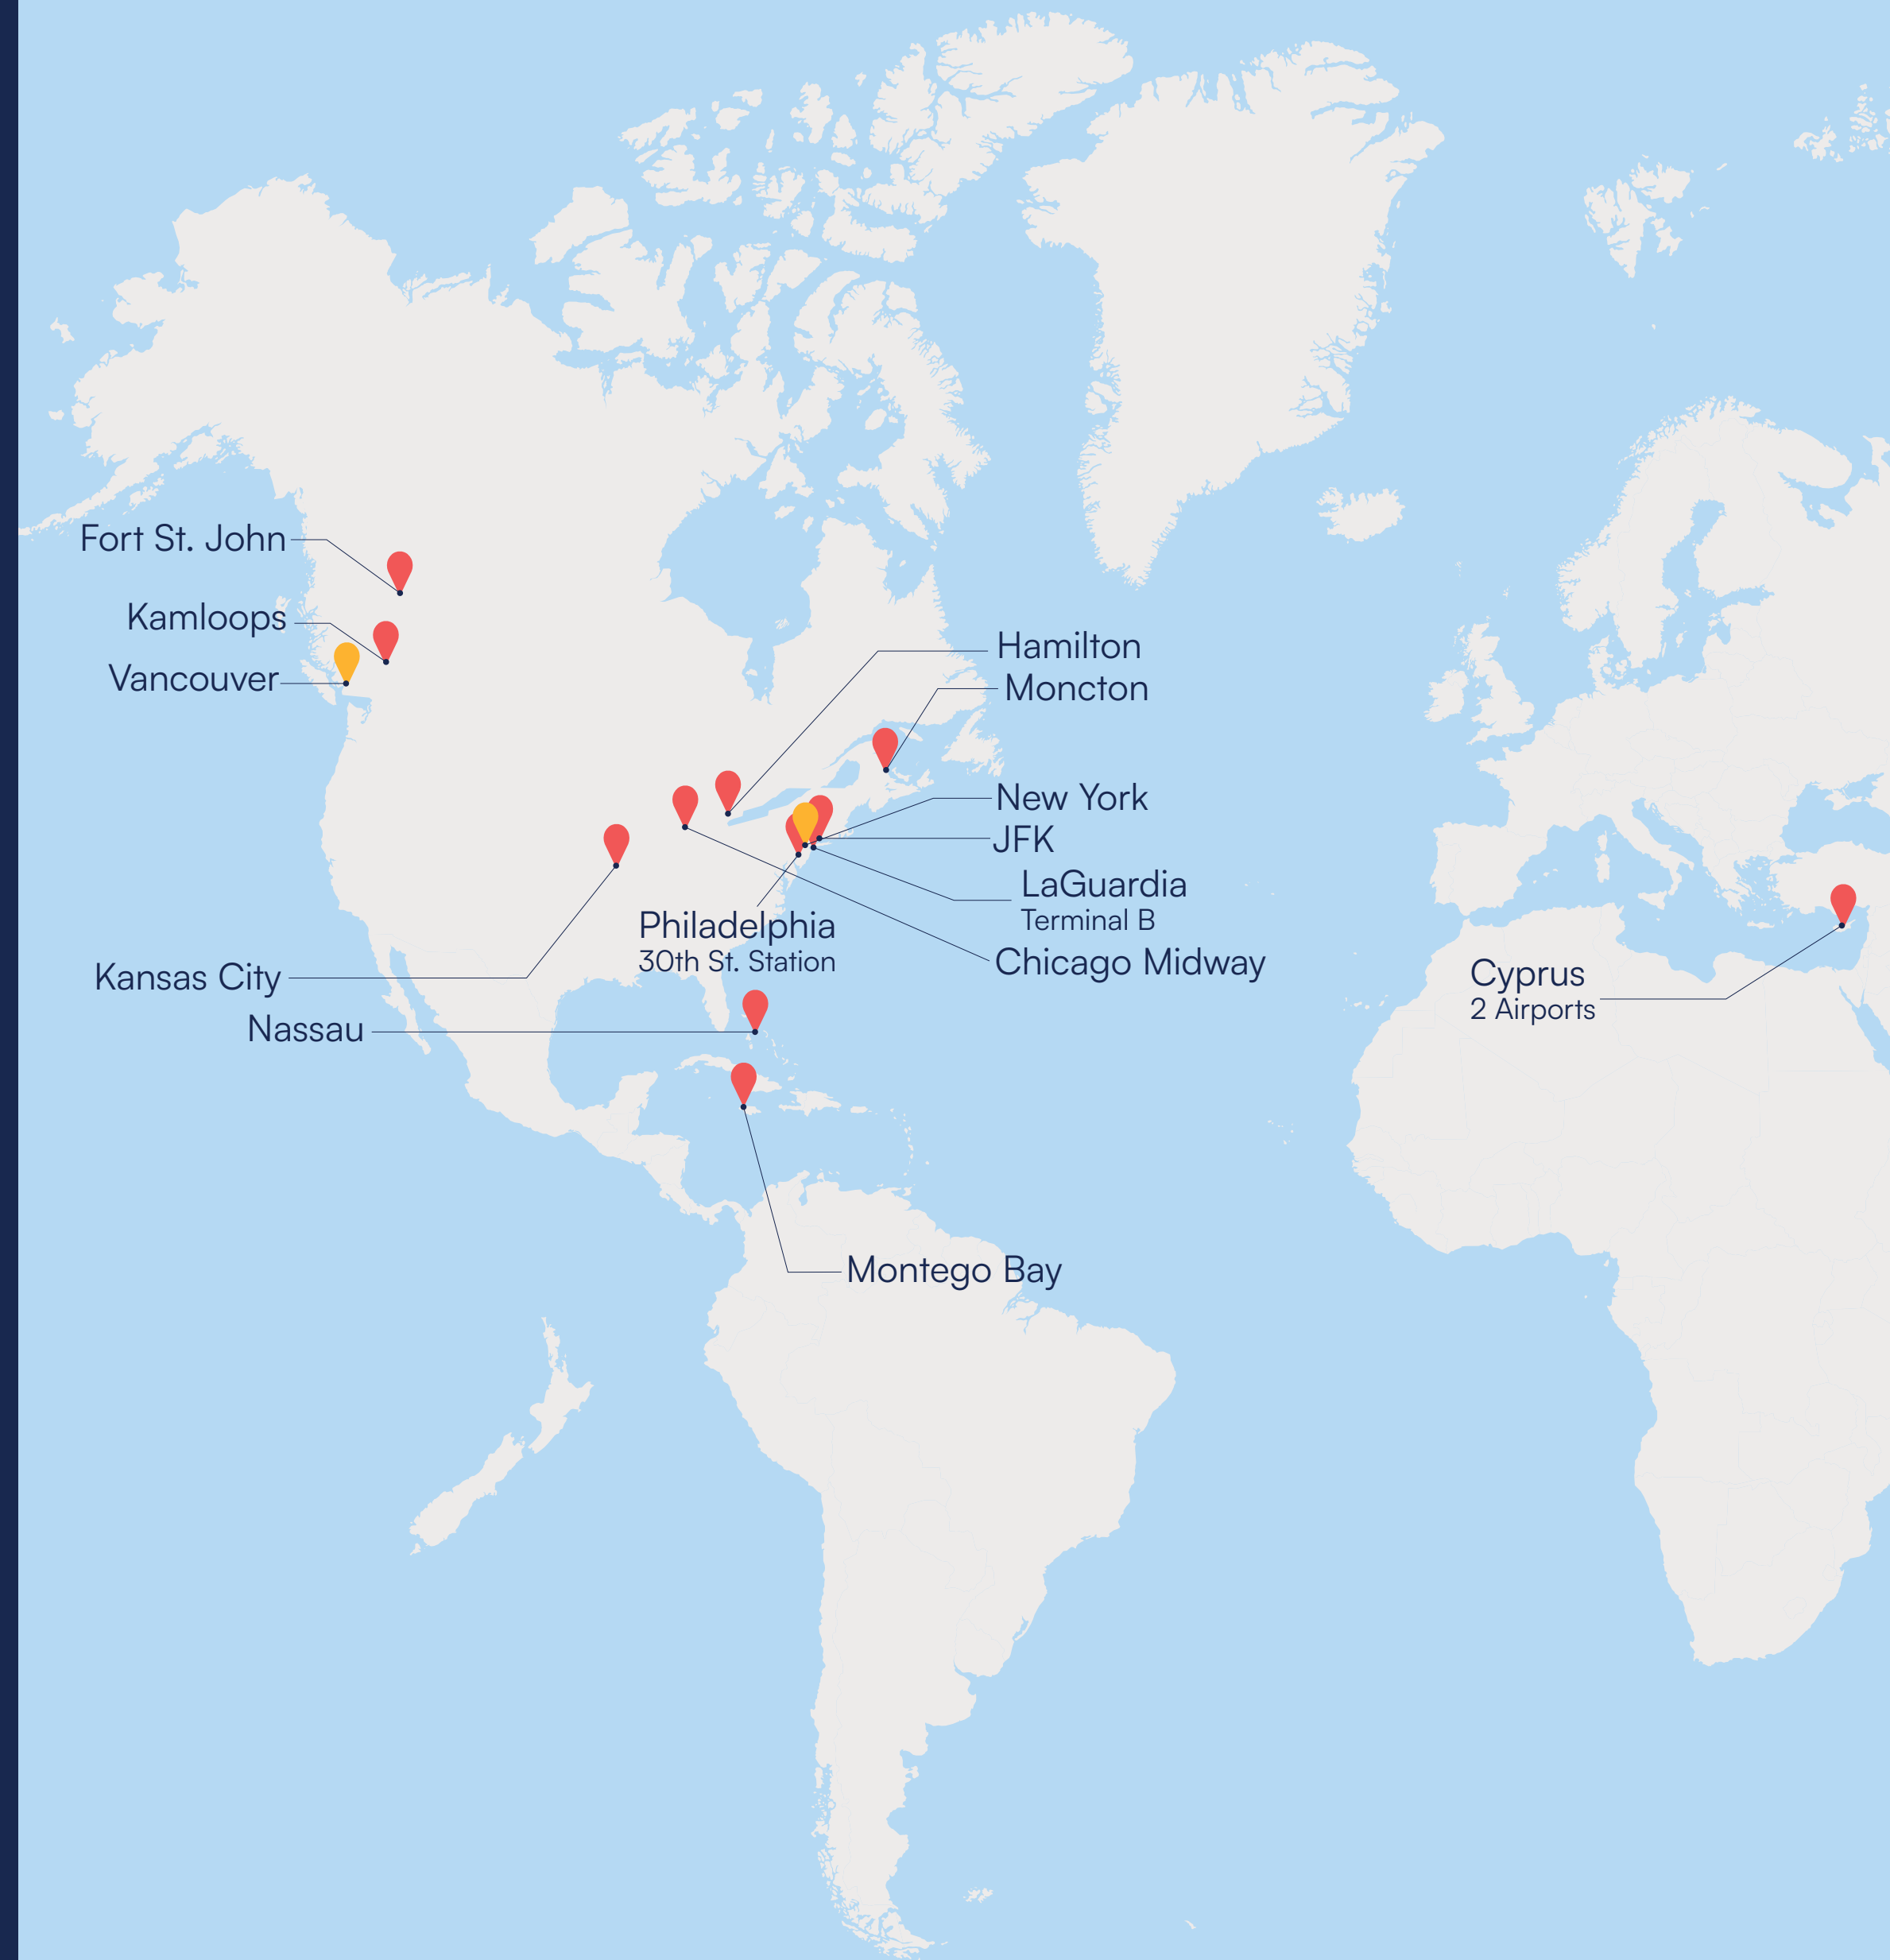 Fort St. John
Kamloops
Vancouver
Hamilton
Moncton
New York
JFK
LaGuardia
Terminal B
Philadelphia
30th St. Station
Chicago Midway
Kansas City
Nassau
Cyprus
2 Airports
Montego Bay